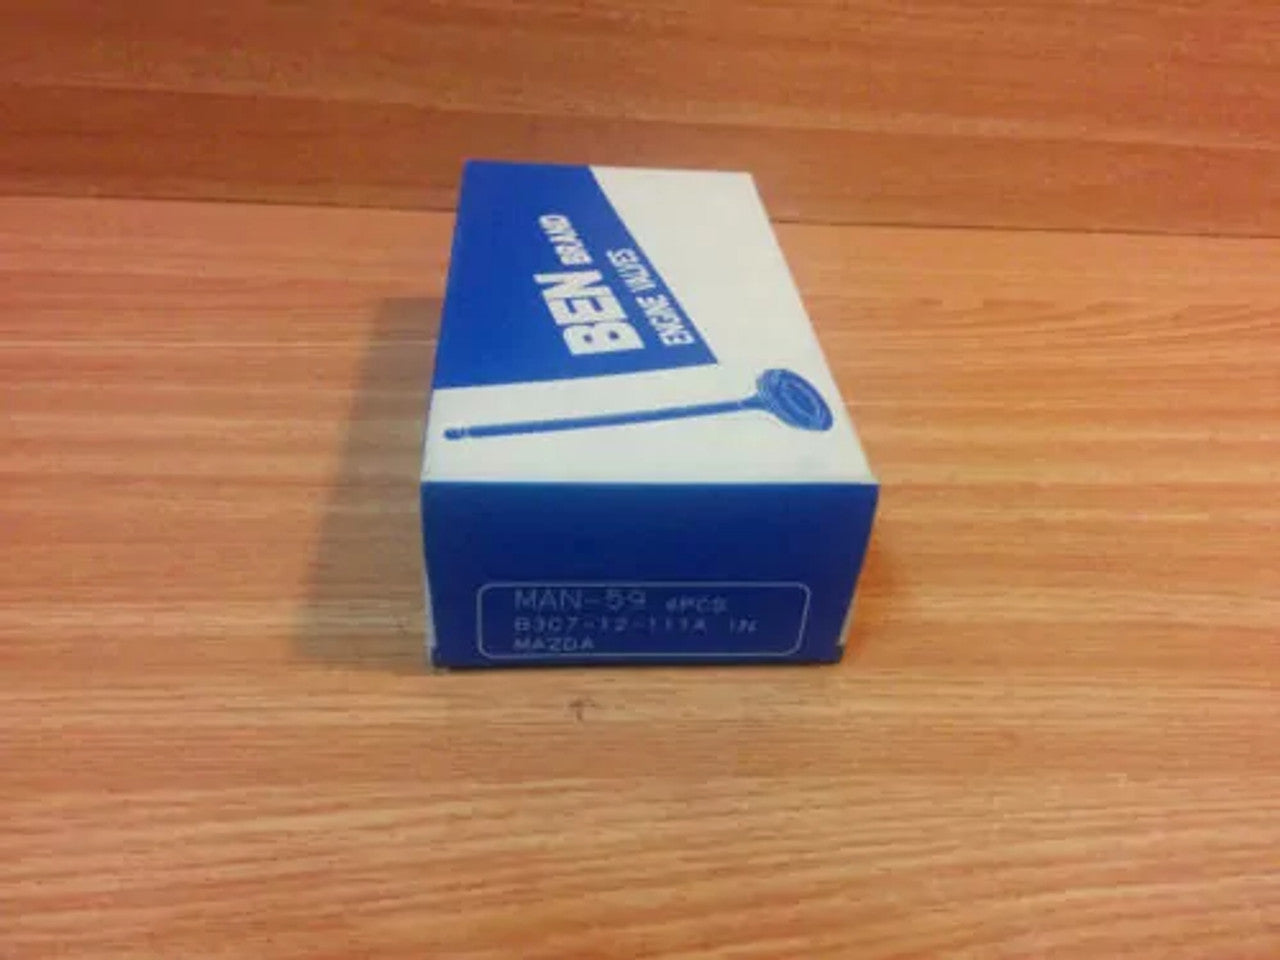 BEN BRAND
ENGINE VALVES
MAN-59 4PCS
B3C7-12-111A IN
MAZDA